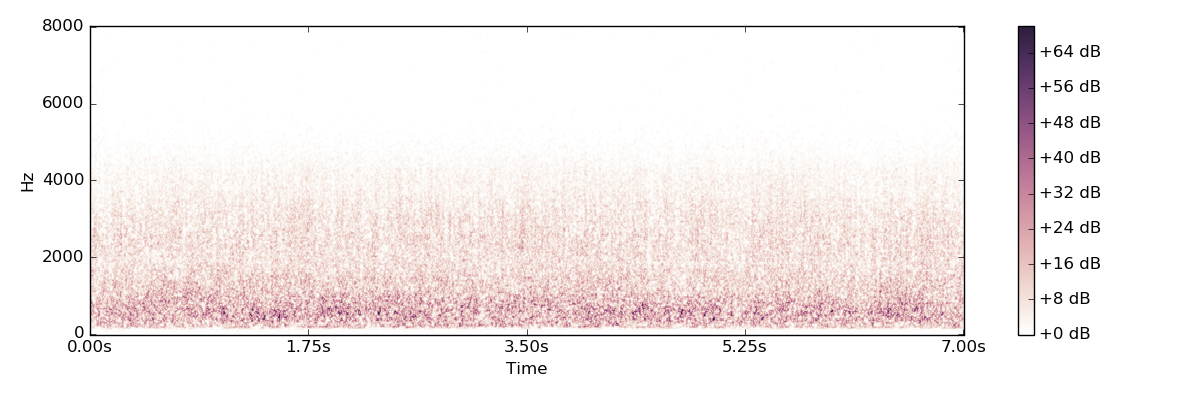 8000
6000
4000
2000
0
Hz
0.00s 1.75s 3.50s 5.25s 7.00s
Time
+64 dB
+56 dB
+48 dB
+40 dB
+32 dB
+24 dB
+16 dB
+8 dB
+0 dB